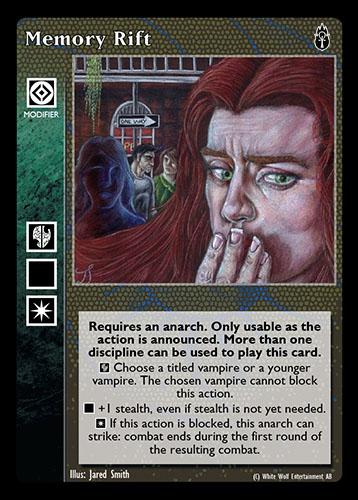 Memory Rift
MODIFIER
ONE WAY
Requires an anarch. Only usable as the
action is announced. More than one
discipline can be used to play this card.
Choose a titled vampire or a younger
vampire. The chosen vampire cannot block
this action.
+1 stealth, even if stealth is not yet needed.
If this action is blocked, this anarch can
strike: combat ends during the first round of
the resulting combat.
Illus: Jared Smith
(C) White Wolf Entertainment AB